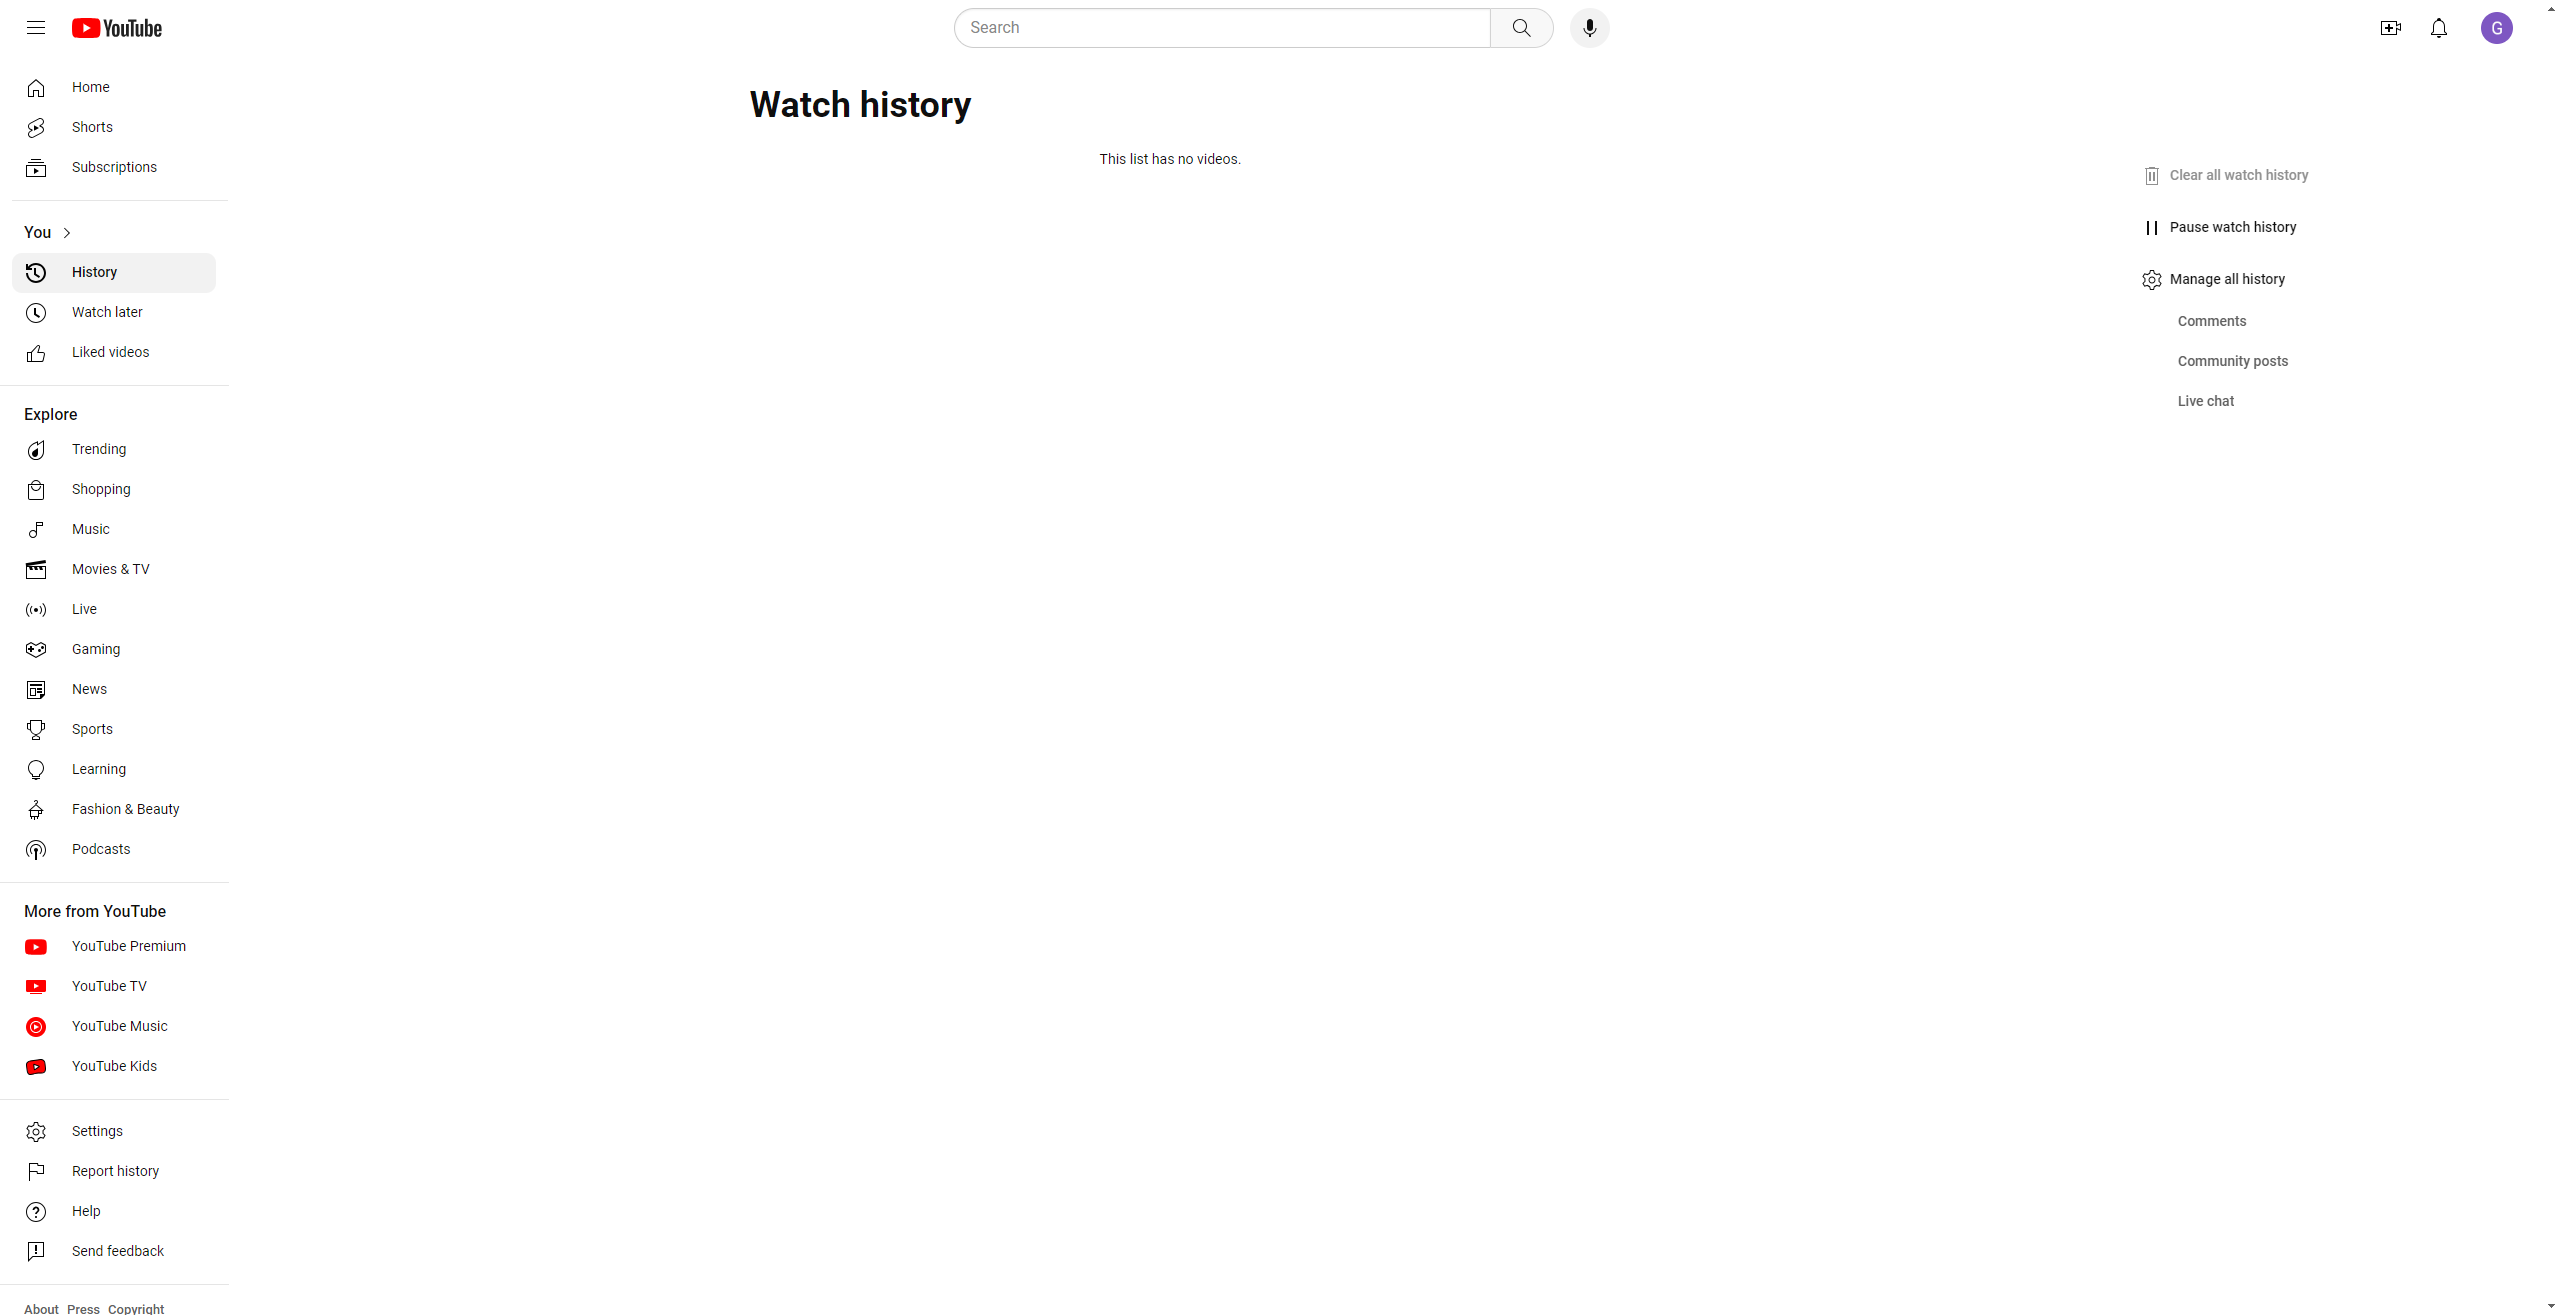 YouTube
Search
G
Home
Shorts
Subscriptions
You
History
Watch later
Liked videos
Explore
Trending
Shopping
Music
Movies & TV
Live
Gaming
News
Sports
Learning
Fashion & Beauty
Podcasts
More from YouTube
YouTube Premium
YouTube TV
YouTube Music
YouTube Kids
Settings
Report history
Help
Send feedback
About Press Copyright
Watch history
This list has no videos.
Clear all watch history
Pause watch history
Manage all history
Comments
Community posts
Live chat